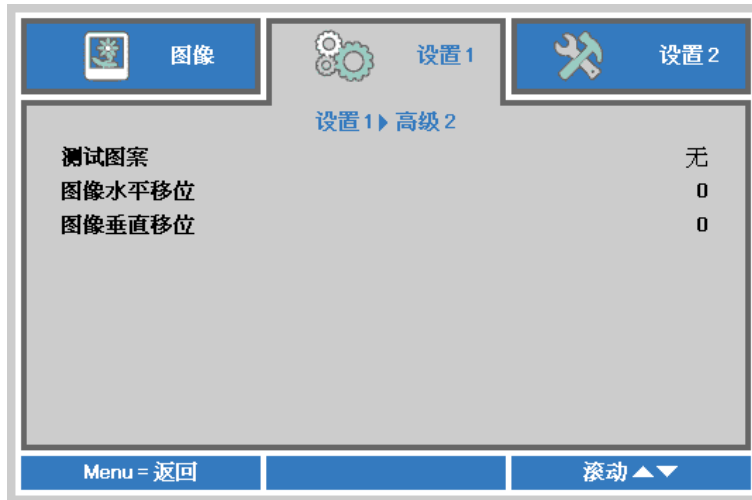 图像 设置1 设置2
设置1▶高级2
测试图案 无
图像水平移位 0
图像垂直移位 0
Menu = 返回 滚动▲▼